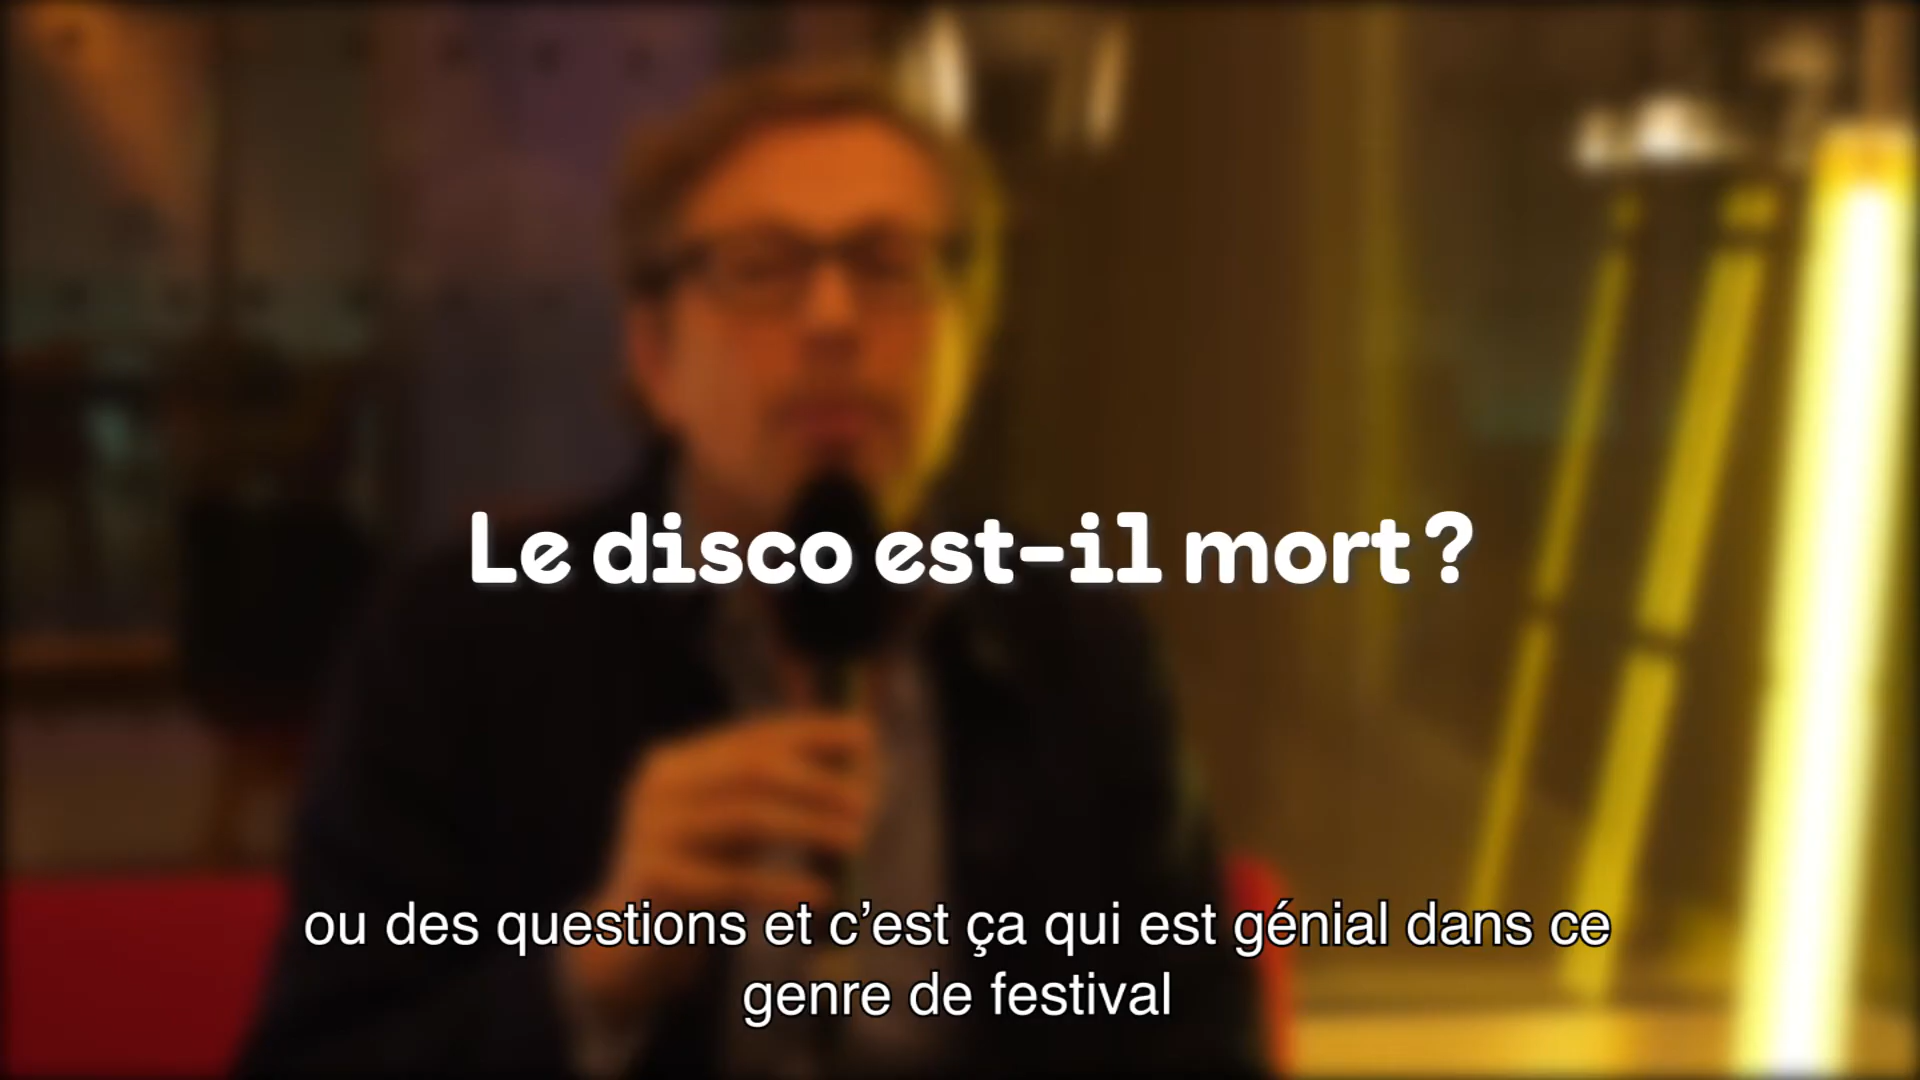 Le disco est-il mort ?
ou des questions et c’est ça qui est génial dans ce
genre de festival